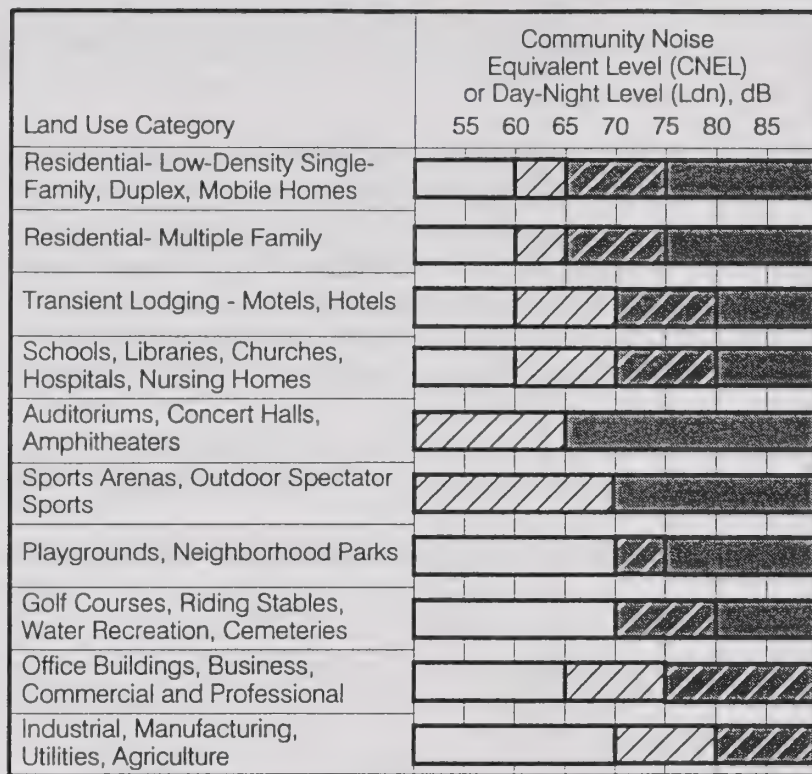 Community Noise
Equivalent Level (CNEL)
or Day-Night Level (Ldn), dB
Land Use Category
55 60 65 70 75 80 85
Residential- Low-Density Single-
Family, Duplex, Mobile Homes
Residential- Multiple Family
Transient Lodging - Motels, Hotels
Schools, Libraries, Churches,
Hospitals, Nursing Homes
Auditoriums, Concert Halls,
Amphitheaters
Sports Arenas, Outdoor Spectator
Sports
Playgrounds, Neighborhood Parks
Golf Courses, Riding Stables,
Water Recreation, Cemeteries
Office Buildings, Business,
Commercial and Professional
Industrial, Manufacturing,
Utilities, Agriculture